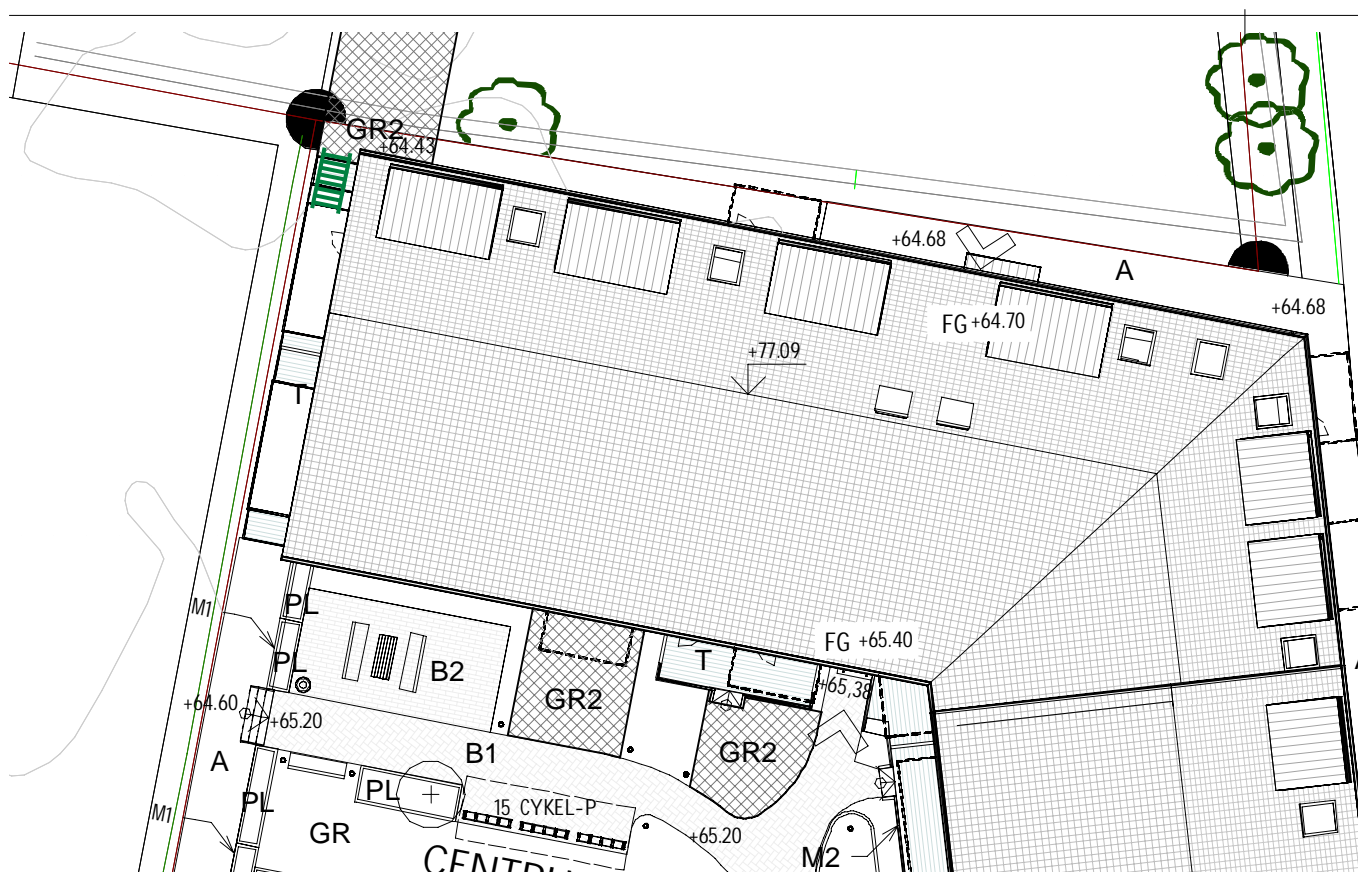 GR2
+64.43
+64.68
A
+64.68
FG +64.70
+77.09
T
M1
PL
PL
B2
GR2
T
FG +65.40
+65,38
+64.60
+65.20
A
B1
GR2
PL
PL
15 CYKEL-P
M1
GR
+65.20
M2